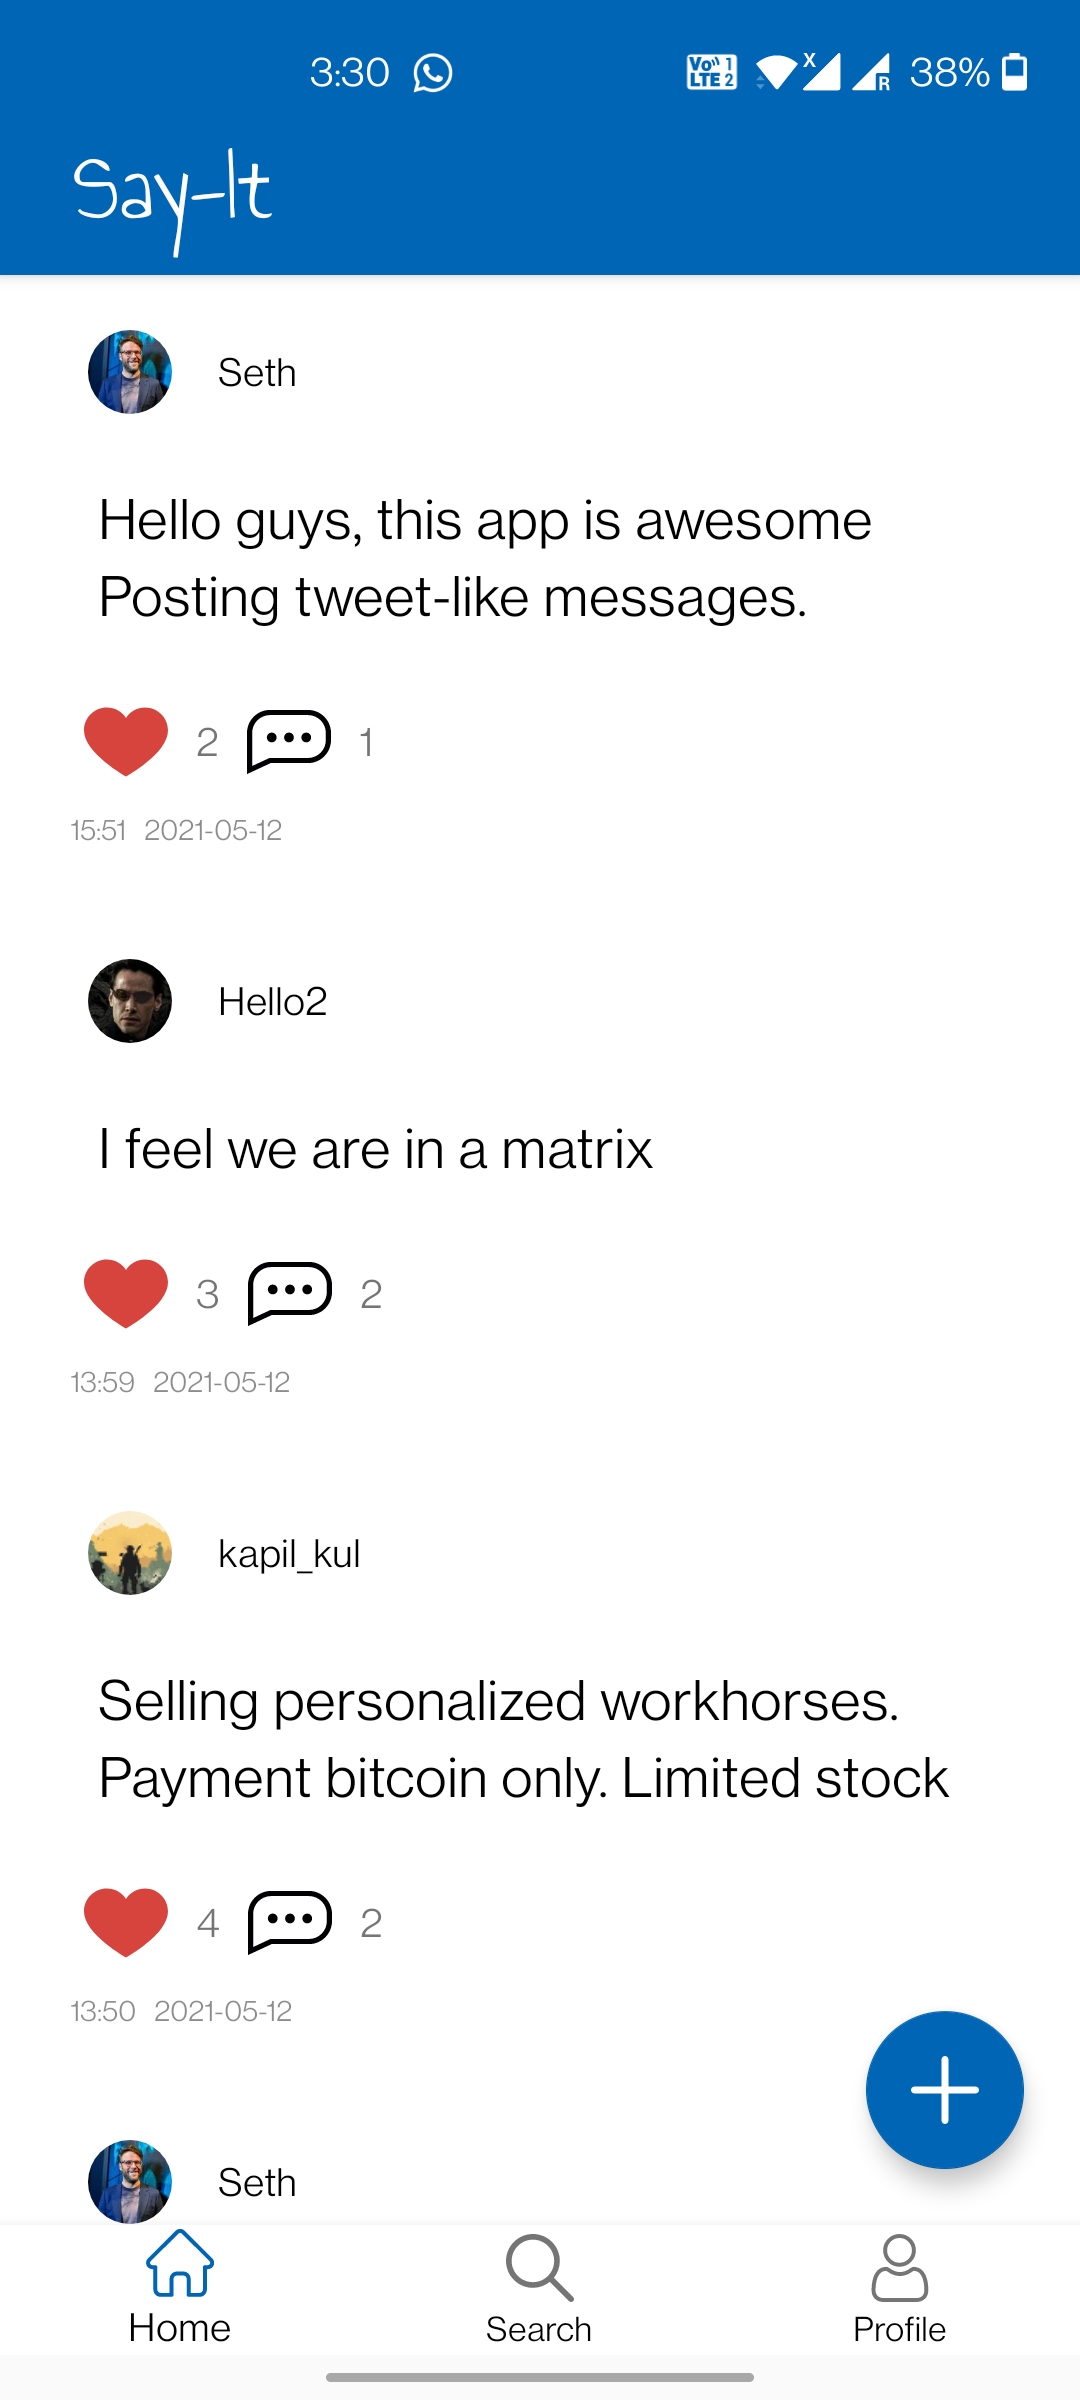 3:30 Vo)) 1 LTE 2 X R 38%
Say-It
Seth
Hello guys, this app is awesome
Posting tweet-like messages.
2 1
15:51 2021-05-12
Hello2
I feel we are in a matrix
3 2
13:59 2021-05-12
kapil_kul
Selling personalized workhorses.
Payment bitcoin only. Limited stock
4 2
13:50 2021-05-12
Seth
Home Search Profile